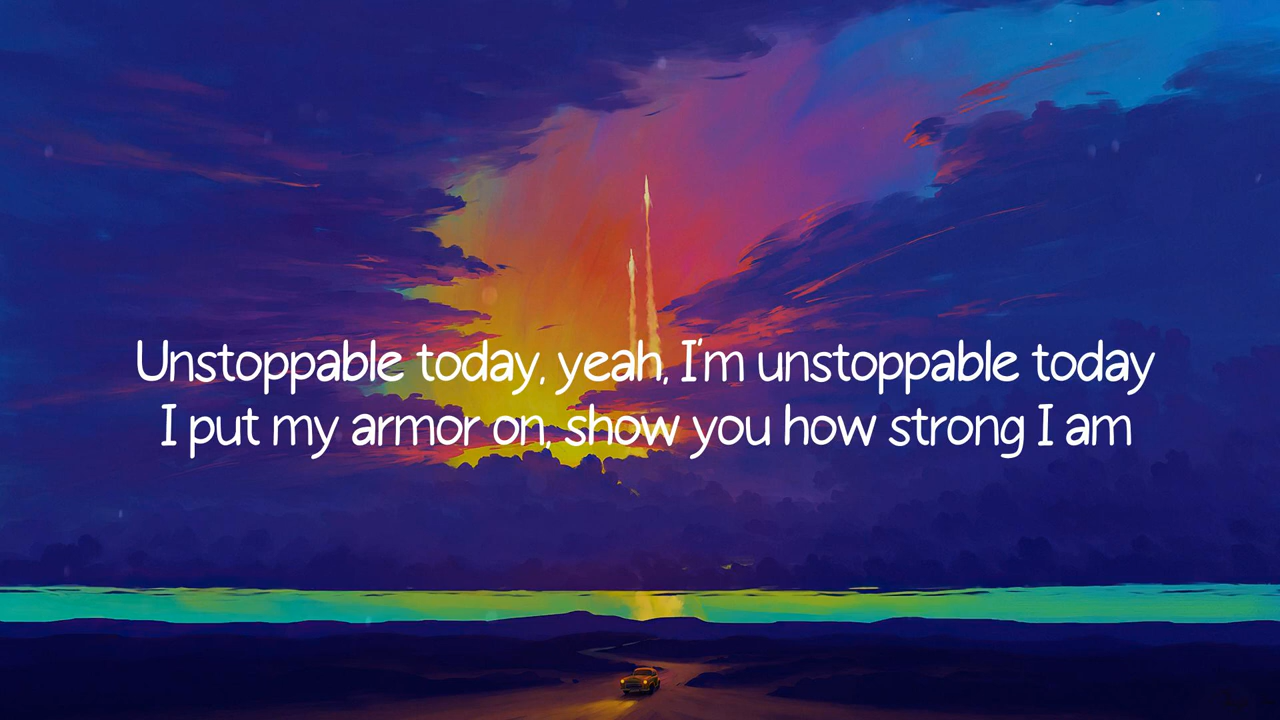 Unstoppable today, yeah, I'm unstoppable today
I put my armor on, show you how strong I am